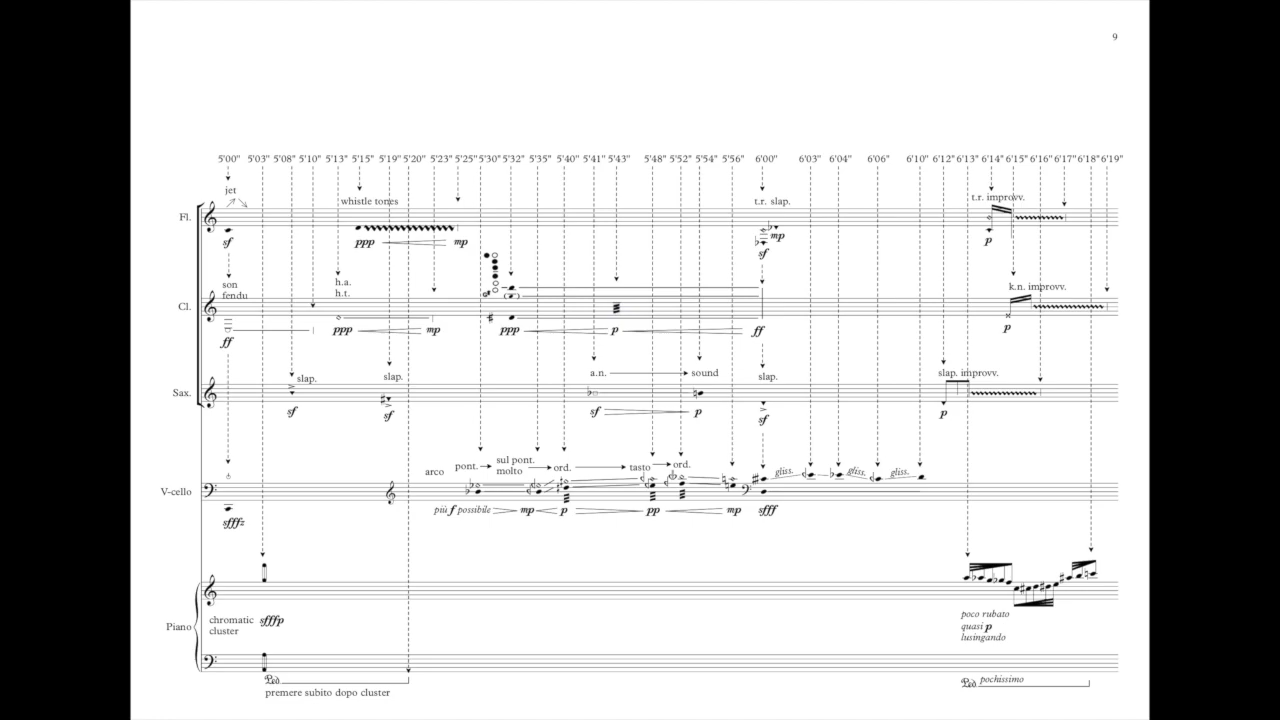 9
5'00" 5'03" 5'08" 5'10" 5'13" 5'15" 5'19" 5'20" 5'23" 5'25" 5'30" 5'32" 5'35" 5'40" 5'41" 5'43" 5'48" 5'52" 5'54" 5'56" 6'00" 6'03" 6'04" 6'06" 6'10" 6'12" 6'13" 6'14" 6'15" 6'16" 6'17" 6'18" 6'19"
jet
whistle tones
t.r. slap.
t.r. improvv.
Fl.
sf ppp mp mp sf p
son
fendu
h.a.
h.t.
k.n. improvv.
Cl.
ff ppp mp ppp p ff p
slap. slap. a.n. sound slap. slap. improvv.
Sax.
sf sf sf p sf p
arco pont. sul pont.
molto ord. tasto ord. gliss. gliss. gliss.
V-cello
sfffz più f possibile mp p pp mp sfff
chromatic
cluster
sfffp
poco rubato
quasi p
lusingando
Piano
Ped
premere subito dopo cluster
Ped pochissimo